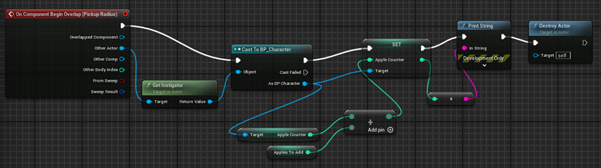 On Component Begin Overlap (Pickup Radius)
Overlapped Component
Other Actor
Other Comp
Other Body Index
From Sweep
Sweep Result
Get Instigator
Target is Actor
Target
Return Value
Cast To BP_Character
Object
Cast Failed
As BP Character
Target
Apple Counter
Apples To Add
Add pin
SET
Apple Counter
Target
Print String
In String
Development Only
Destroy Actor
Target is Actor
Target
self